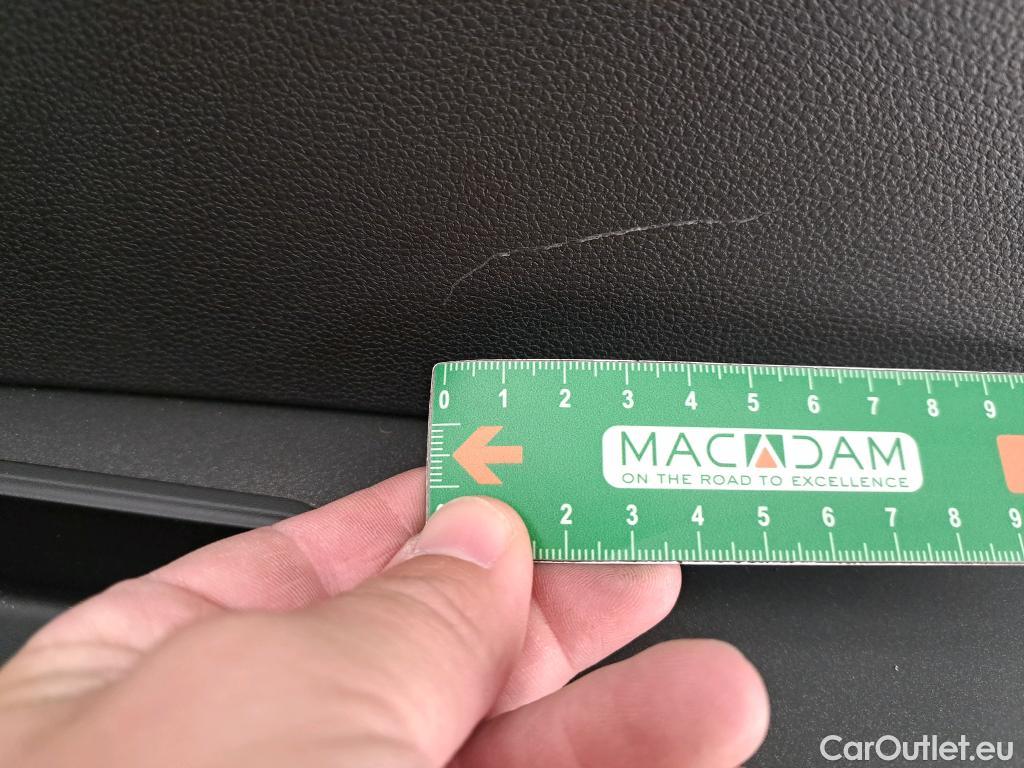 0 1 2 3 4 5 6 7 8 9
MACADAM
ON THE ROAD TO EXCELLENCE
2 3 4 5 6 7 8 9
CarOutlet.eu